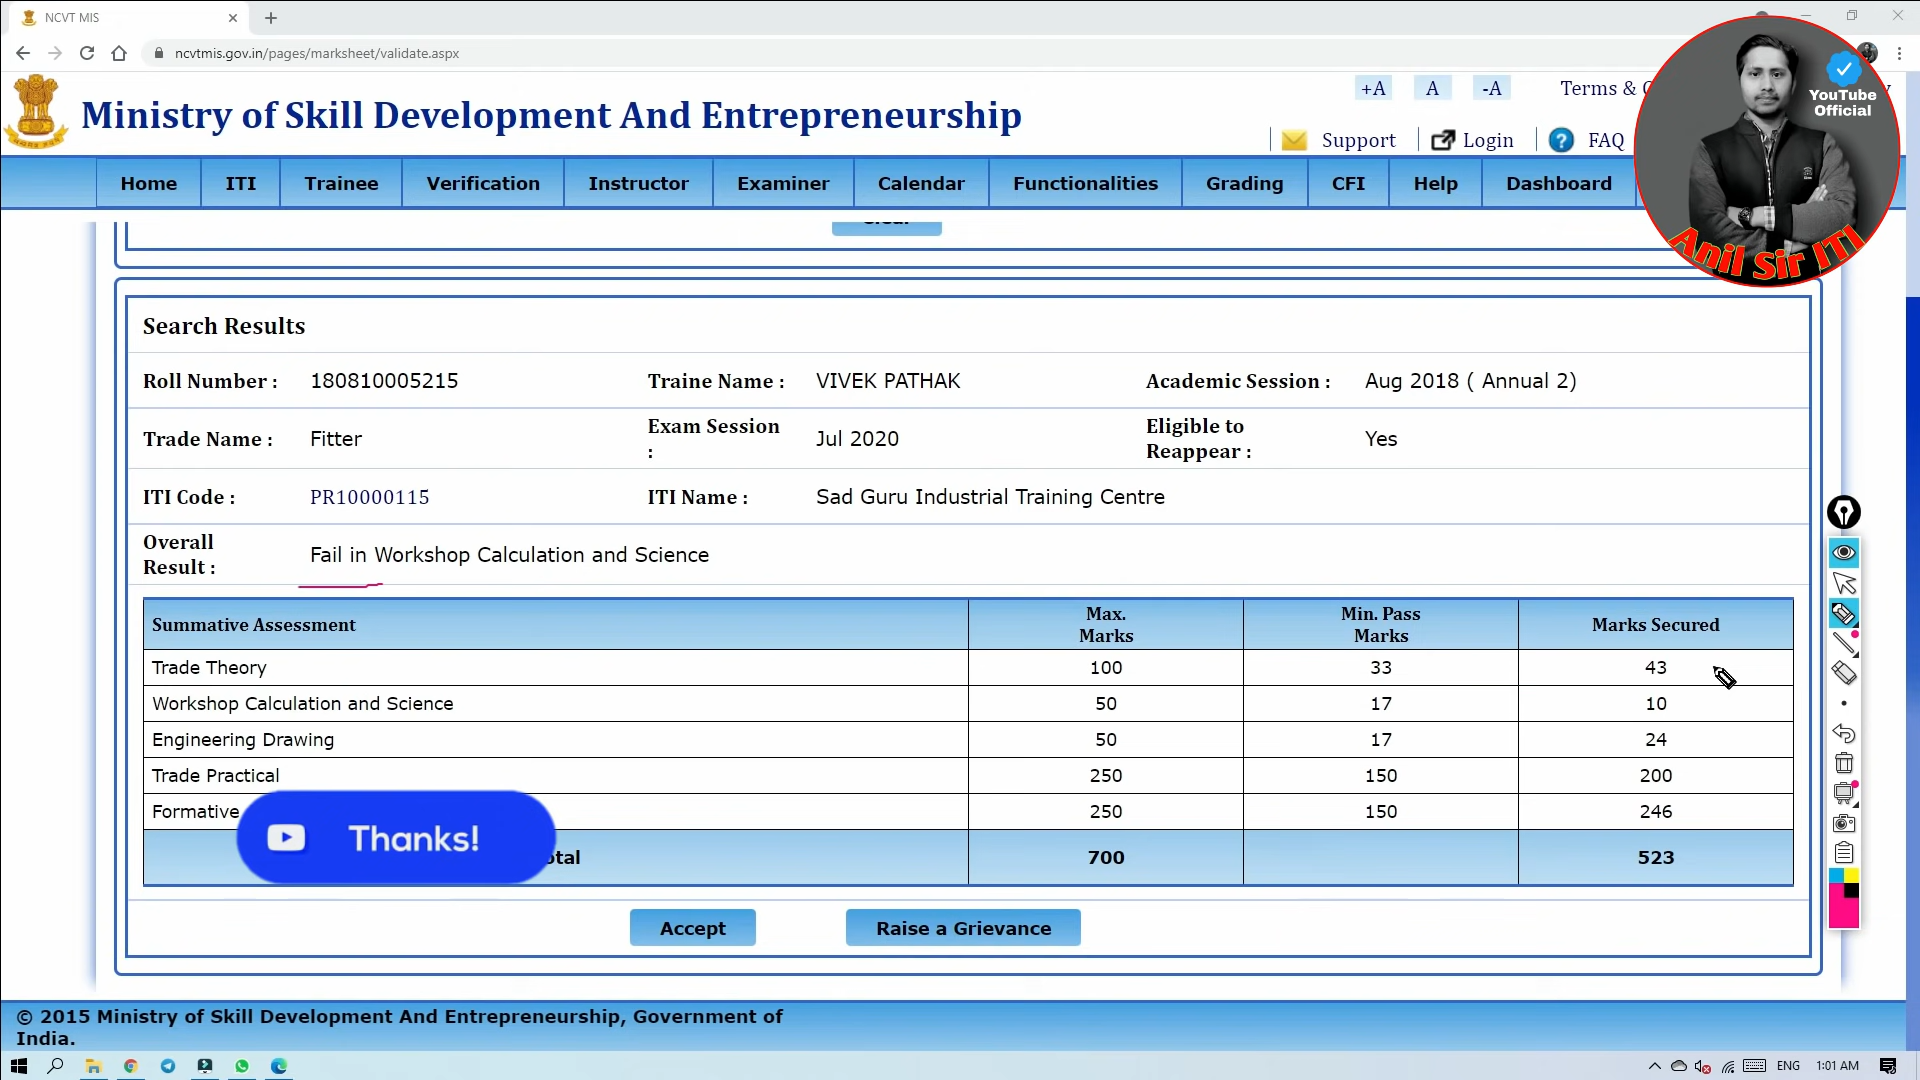 NCVT MIS
ncvtmis.gov.in/pages/marksheet/validate.aspx
Ministry of Skill Development And Entrepreneurship
+A A -A Terms &
Support Login FAQ
YouTube
Official
Anil Sir ITI
Home ITI Trainee Verification Instructor Examiner Calendar Functionalities Grading CFI Help Dashboard
Clear
Search Results
Roll Number : 180810005215 Traine Name : VIVEK PATHAK Academic Session : Aug 2018 ( Annual 2)
Trade Name : Fitter Exam Session : Jul 2020 Eligible to Reappear : Yes
ITI Code : PR10000115 ITI Name : Sad Guru Industrial Training Centre
Overall Result : Fail in Workshop Calculation and Science
Summative Assessment Max. Marks Min. Pass Marks Marks Secured
Trade Theory 100 33 43
Workshop Calculation and Science 50 17 10
Engineering Drawing 50 17 24
Trade Practical 250 150 200
Formative 250 150 246
Thanks!
otal 700 523
Accept Raise a Grievance
© 2015 Ministry of Skill Development And Entrepreneurship, Government of
India.
ENG 1:01 AM